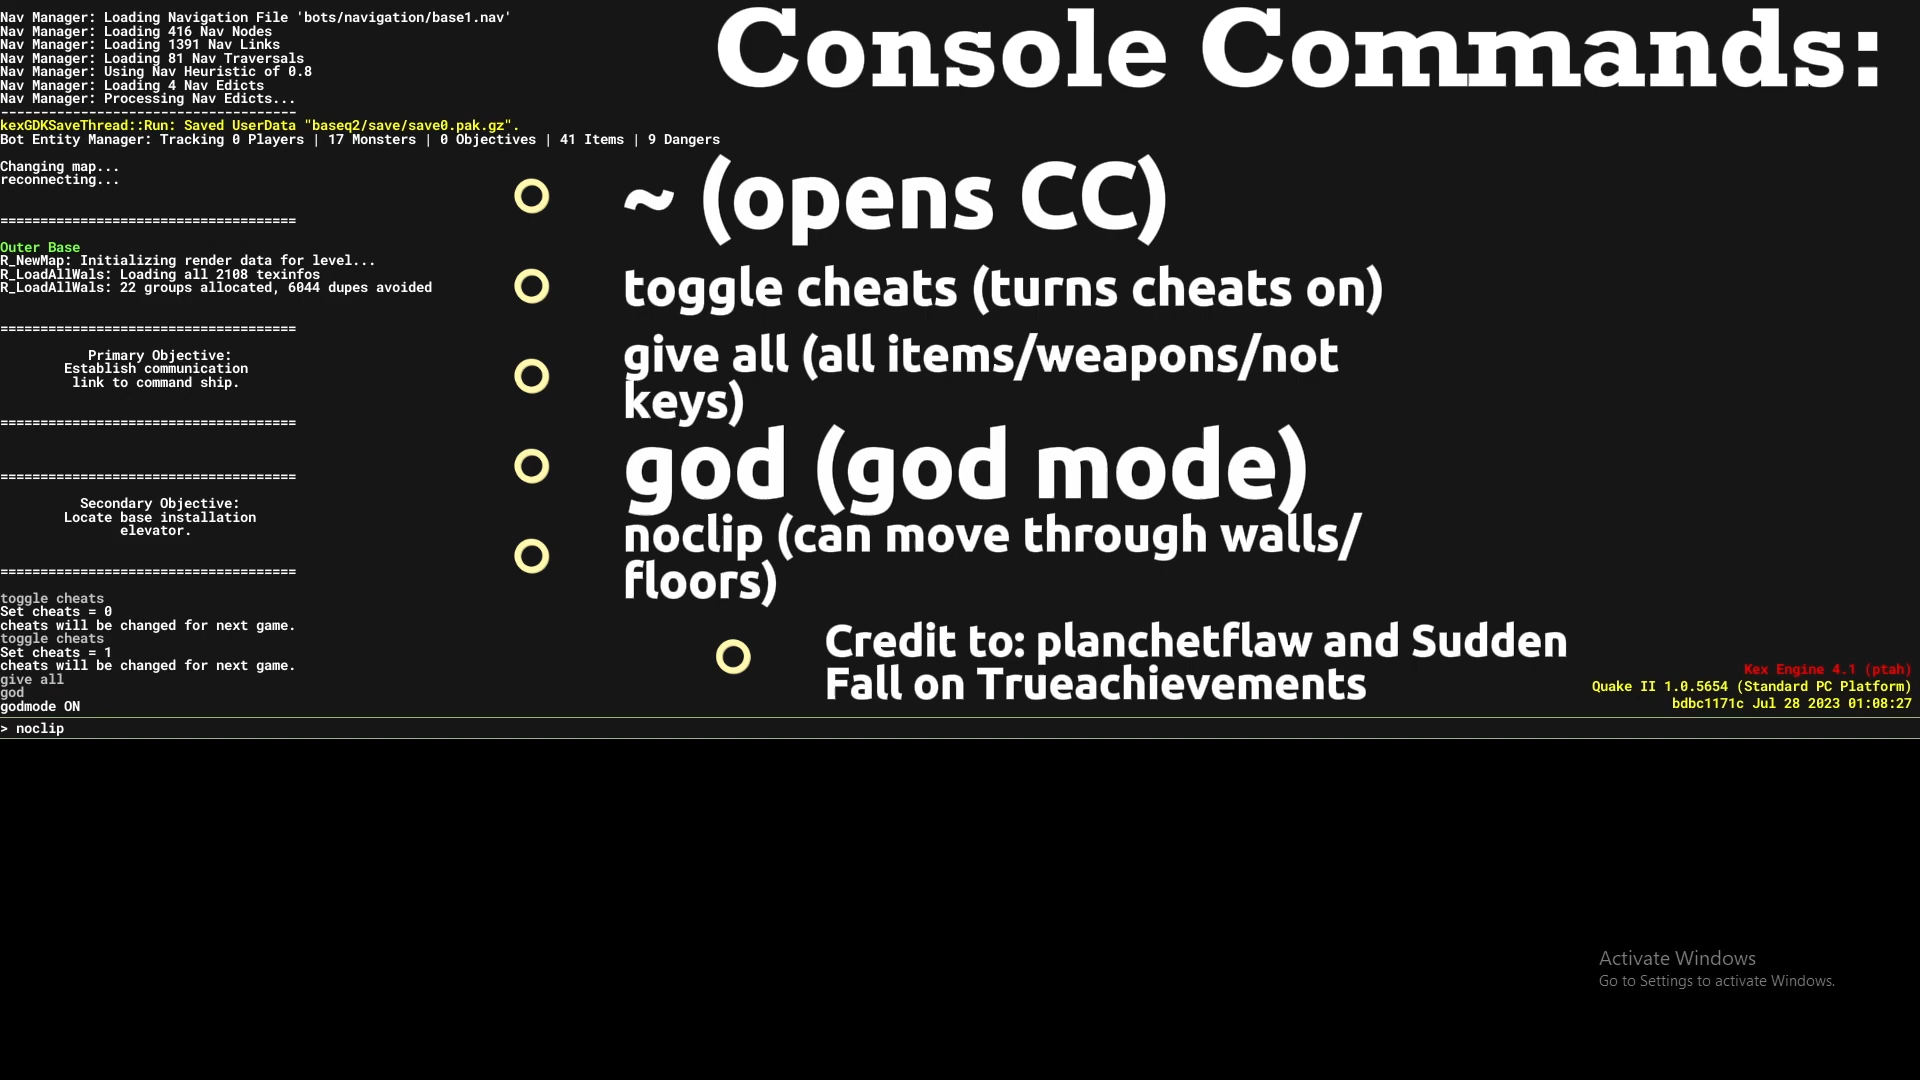 Nav Manager: Loading Navigation File 'bots/navigation/base1.nav'
Nav Manager: Loading 416 Nav Nodes
Nav Manager: Loading 1391 Nav Links
Nav Manager: Loading 81 Nav Traversals
Nav Manager: Using Nav Heuristic of 0.8
Nav Manager: Loading 4 Nav Edicts
Nav Manager: Processing Nav Edicts...
-------------------------------------
kexGDKSaveThread::Run: Saved UserData "baseq2/save/save0.pak.gz".
Bot Entity Manager: Tracking 0 Players | 17 Monsters | 0 Objectives | 41 Items | 9 Dangers
Changing map...
reconnecting...
=====================================
Outer Base
R_NewMap: Initializing render data for level...
R_LoadAllWals: Loading all 2108 texinfos
R_LoadAllWals: 22 groups allocated, 6044 dupes avoided
=====================================
Primary Objective:
Establish communication
link to command ship.
=====================================
=====================================
Secondary Objective:
Locate base installation
elevator.
=====================================
toggle cheats
Set cheats = 0
cheats will be changed for next game.
toggle cheats
Set cheats = 1
cheats will be changed for next game.
give all
god
godmode ON
> noclip
Console Commands:
~ (opens CC)
toggle cheats (turns cheats on)
give all (all items/weapons/not
keys)
god (god mode)
noclip (can move through walls/
floors)
Credit to: planchetflaw and Sudden
Fall on Trueachievements
Kex Engine 4.1 (ptah)
Quake II 1.0.5654 (Standard PC Platform)
bdbc1171c Jul 28 2023 01:08:27
Activate Windows
Go to Settings to activate Windows.